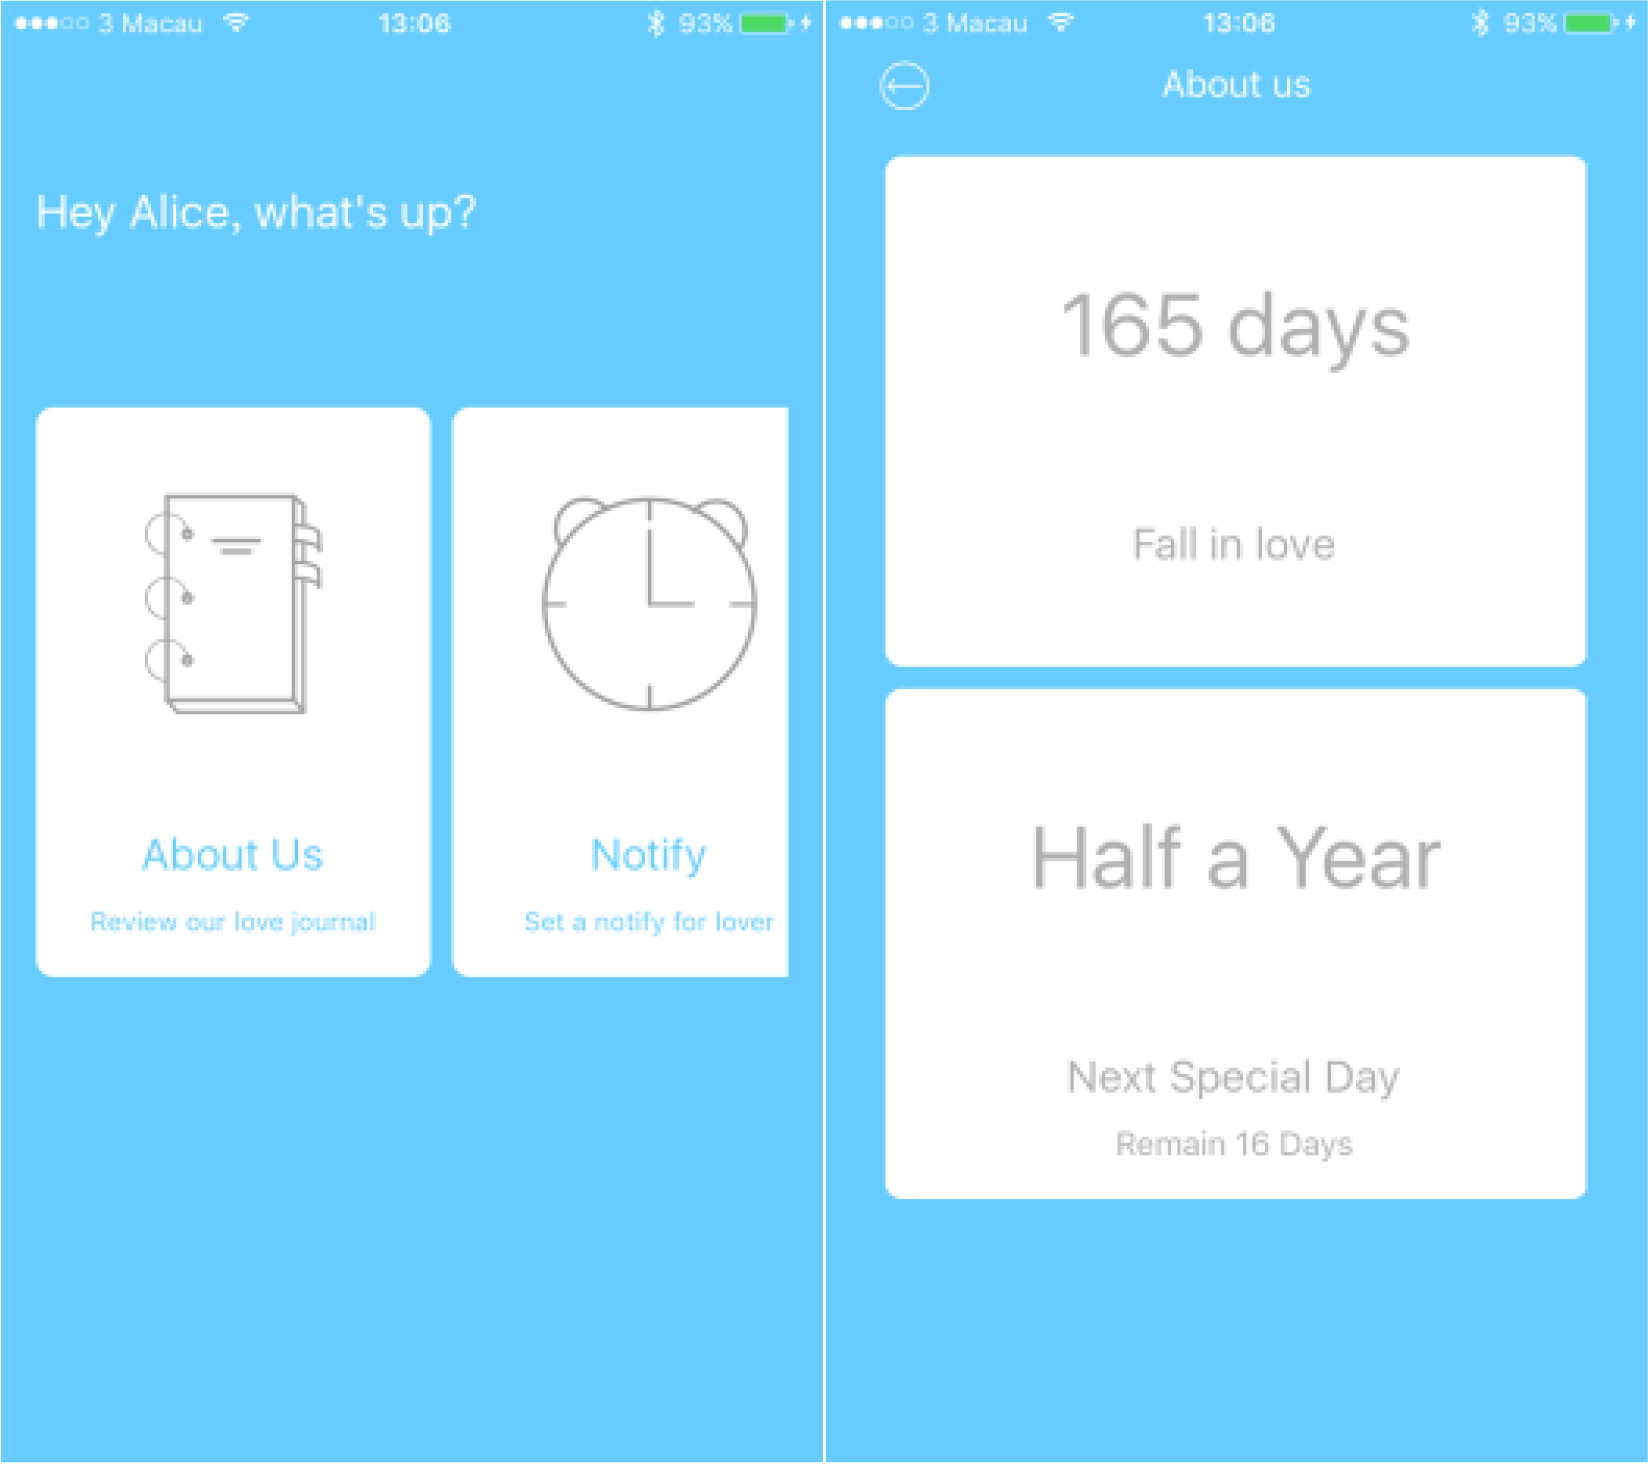 3 Macau 13:06 93%
Hey Alice, what's up?
About Us
Review our love journal
Notify
Set a notify for lover
3 Macau 13:06 93%
About us
165 days
Fall in love
Half a Year
Next Special Day
Remain 16 Days